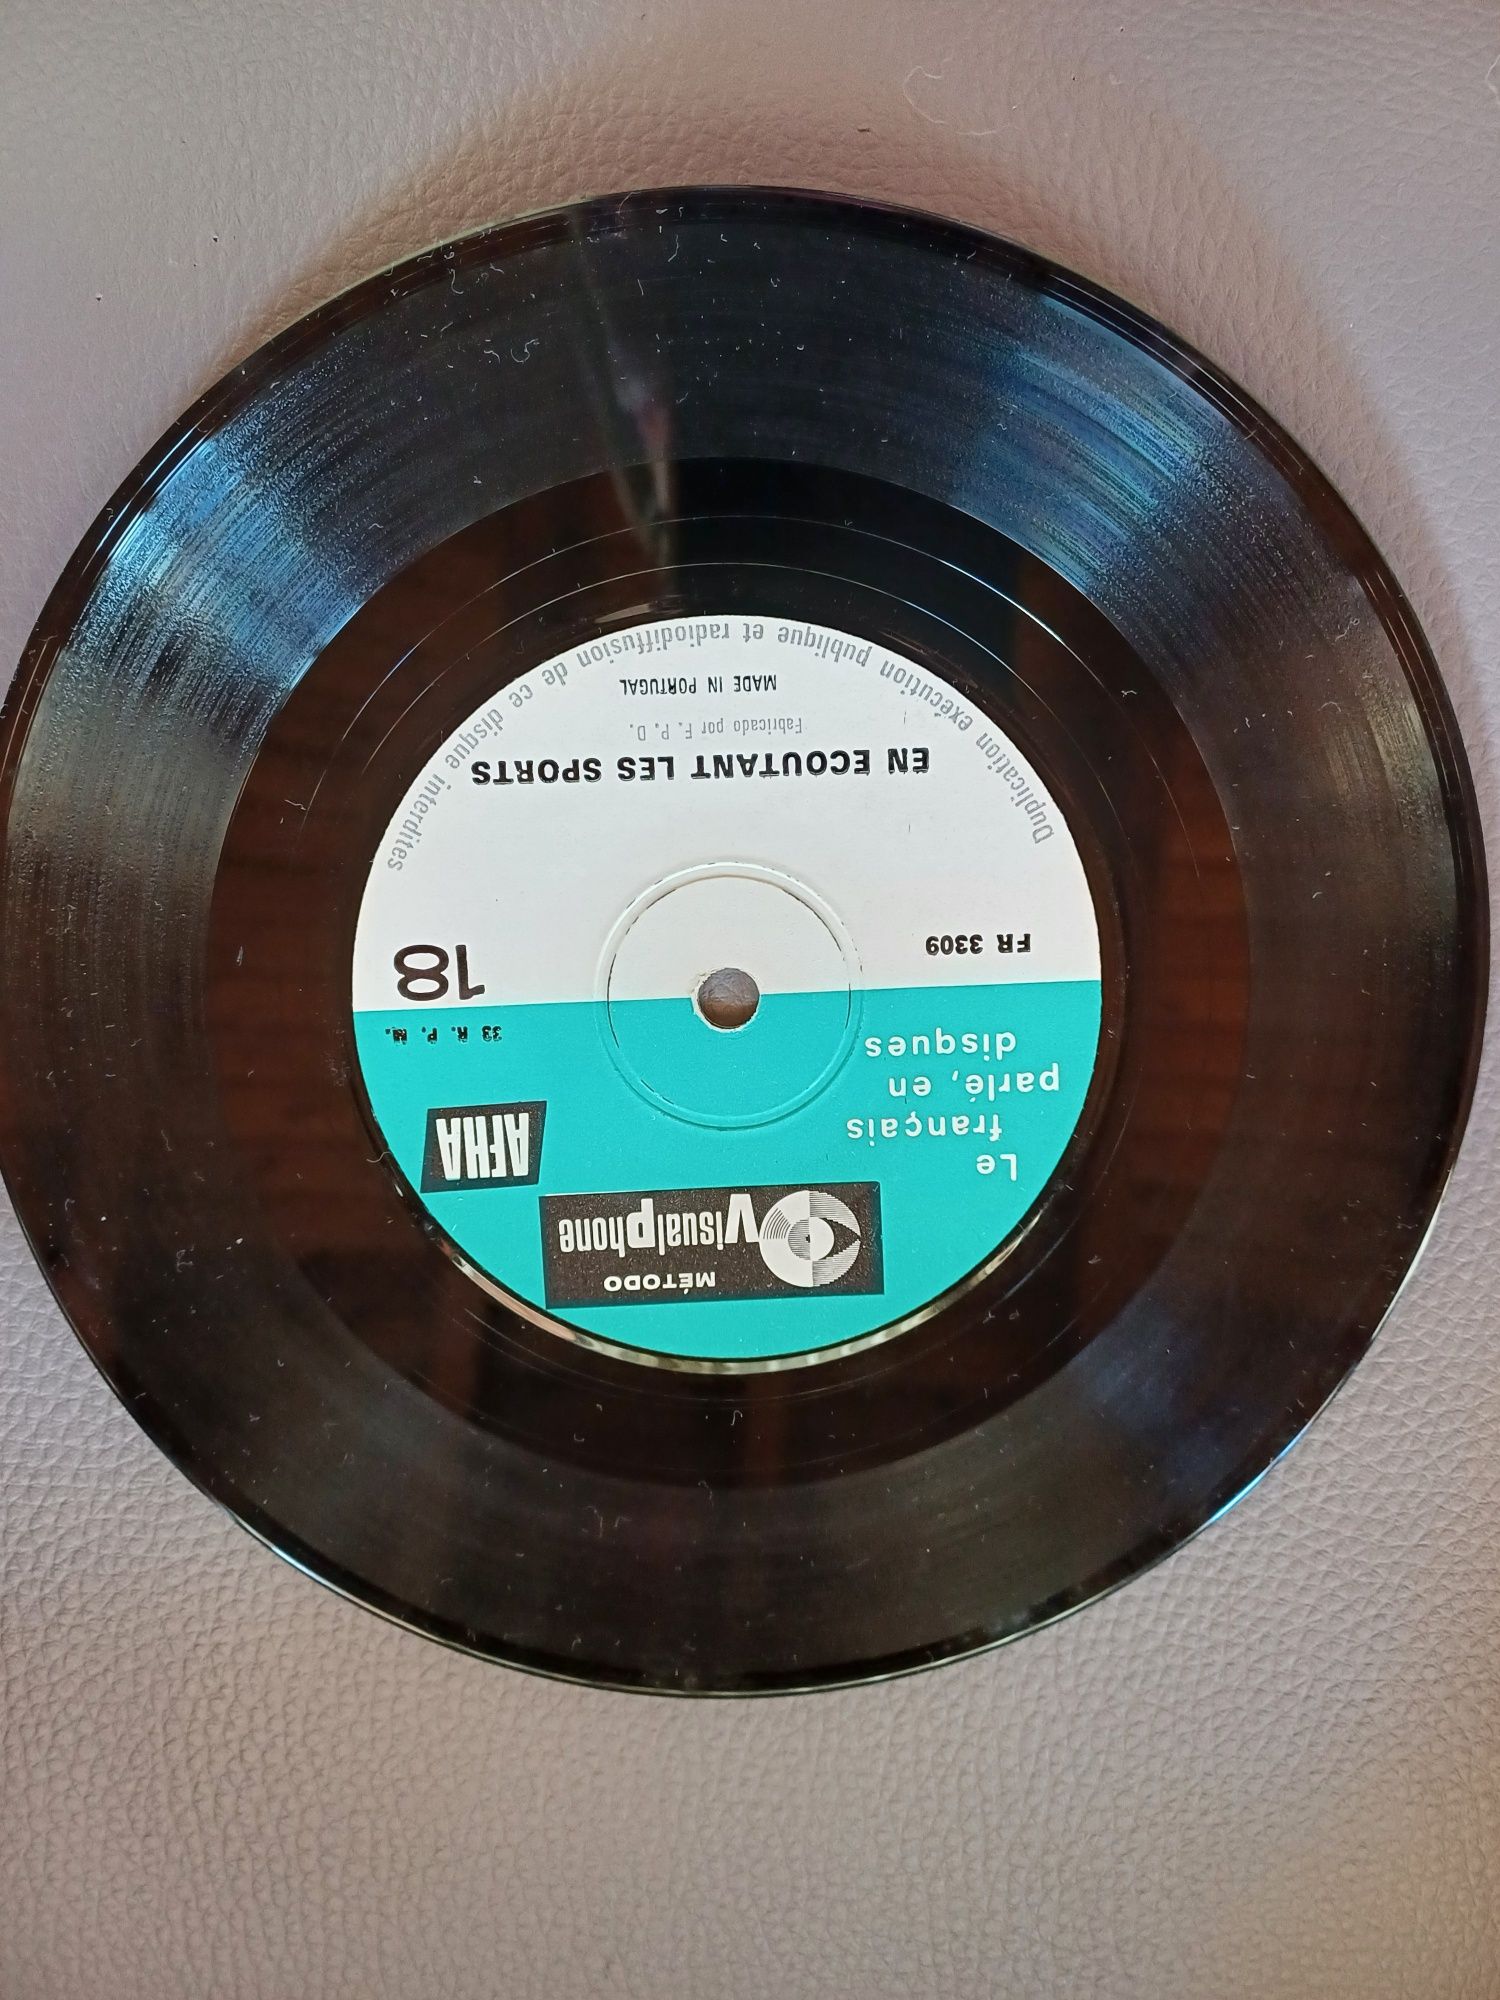 MÉTODO
Visualphone
Le
français
parlé, en
disques
AFHA
33 R. P. M.
FR 3309
18
EN ECOUTANT LES SPORTS
Fabricado por F. P. D.
MADE IN PORTUGAL
Duplication exécution publique et radiodiffusion de ce disque interdites